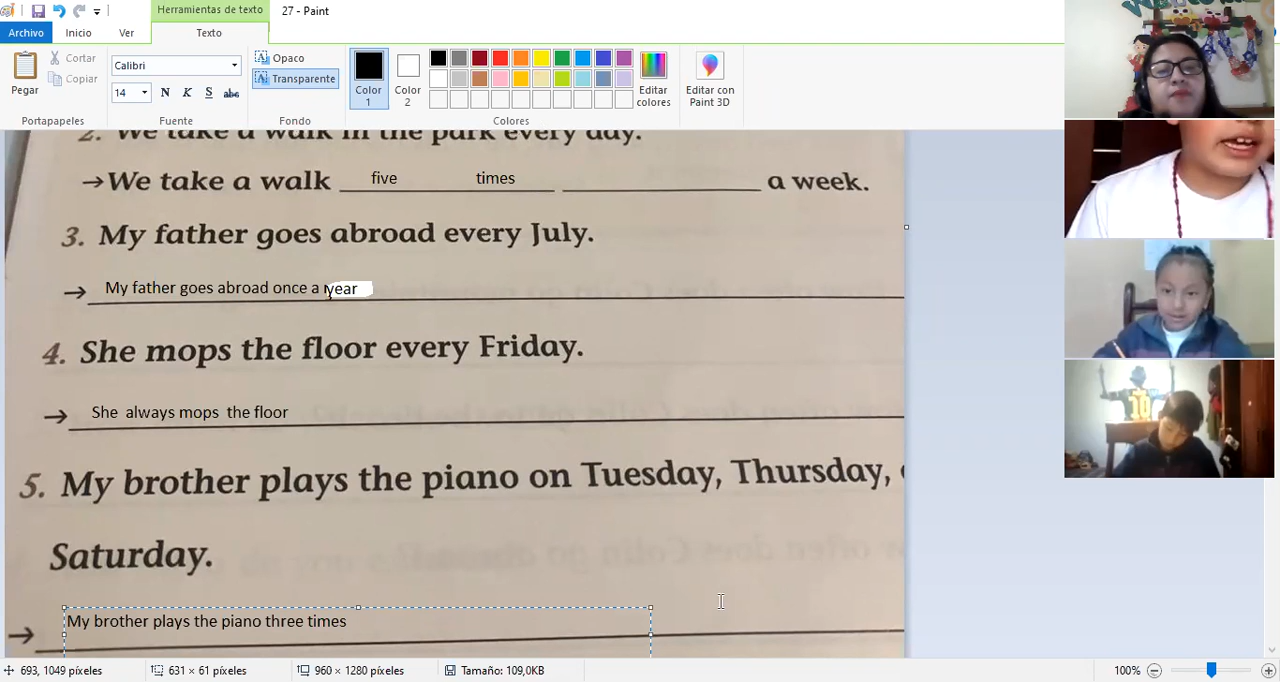 Herramientas de texto
27 - Paint
Archivo
Inicio
Ver
Texto
Pegar
Cortar
Copiar
Portapapeles
Calibri
14
N K S abc
Fuente
Opaco
Transparente
Fondo
Color 1
Color 2
Editar colores
Editar con Paint 3D
Colores
2. We take a walk in the park every day.
→We take a walk five times a week.
3. My father goes abroad every July.
→ My father goes abroad once a year
4. She mops the floor every Friday.
→ She always mops the floor
5. My brother plays the piano on Tuesday, Thursday,
Saturday.
→ My brother plays the piano three times
693, 1049 píxeles
631 × 61 píxeles
960 × 1280 píxeles
Tamaño: 109,0KB
100%
10